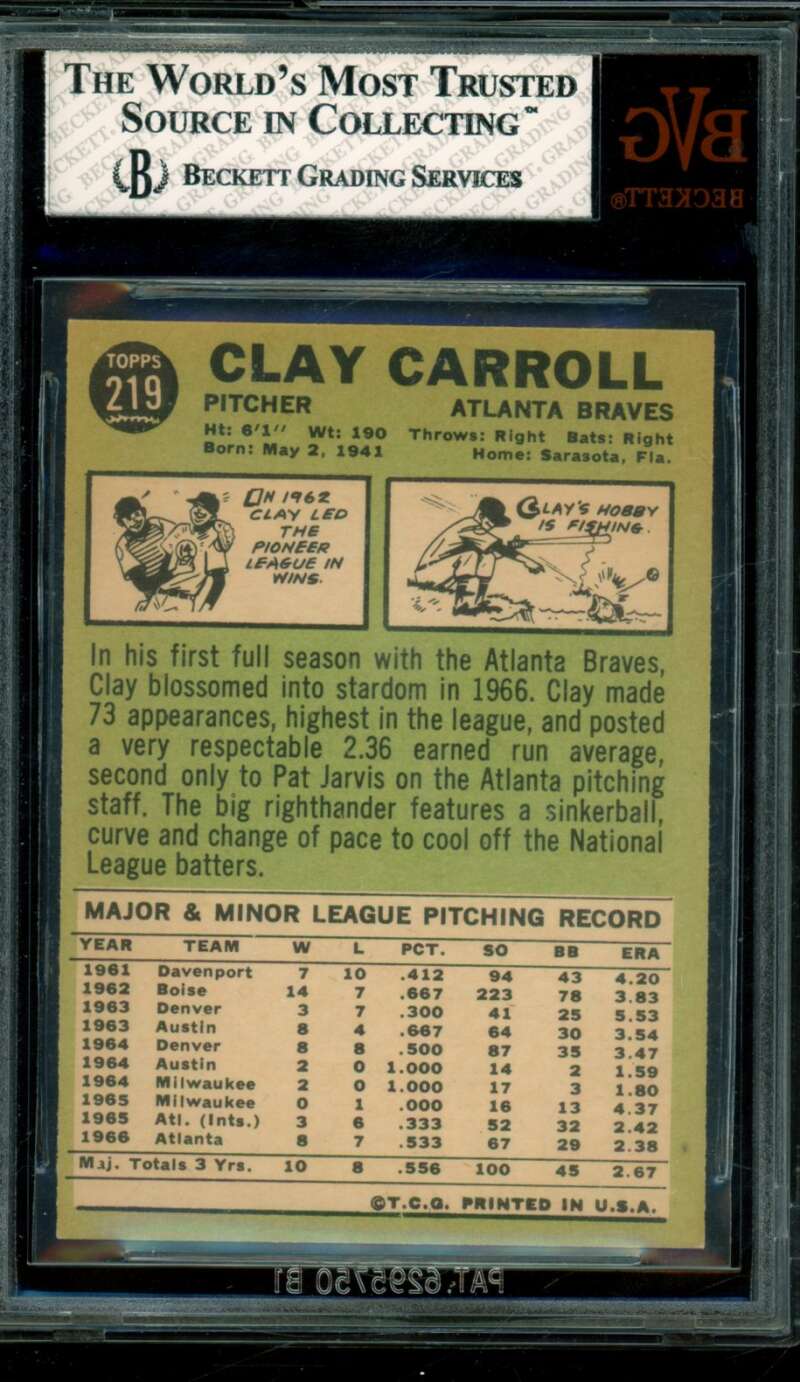 THE WORLD'S MOST TRUSTED
SOURCE IN COLLECTING™
(B) BECKETT GRADING SERVICES
BVG
BECKETT®
TOPPS
219
CLAY CARROLL
PITCHER ATLANTA BRAVES
Ht: 6'1" Wt: 190 Throws: Right Bats: Right
Born: May 2, 1941 Home: Sarasota, Fla.
ON 1962
CLAY LED
THE
PIONEER
LEAGUE IN
WINS.
CLAY'S HOBBY
IS FISHING.
In his first full season with the Atlanta Braves,
Clay blossomed into stardom in 1966. Clay made
73 appearances, highest in the league, and posted
a very respectable 2.36 earned run average,
second only to Pat Jarvis on the Atlanta pitching
staff. The big righthander features a sinkerball,
curve and change of pace to cool off the National
League batters.
MAJOR & MINOR LEAGUE PITCHING RECORD
YEAR TEAM W L PCT. SO BB ERA
1961 Davenport 7 10 .412 94 43 4.20
1962 Boise 14 7 .667 223 78 3.83
1963 Denver 3 7 .300 41 25 5.53
1963 Austin 8 4 .667 64 30 3.54
1964 Denver 8 8 .500 87 35 3.47
1964 Austin 2 0 1.000 14 2 1.59
1964 Milwaukee 2 0 1.000 17 3 1.80
1965 Milwaukee 0 1 .000 16 13 4.37
1965 Atl. (Ints.) 3 6 .333 52 32 2.42
1966 Atlanta 8 7 .533 67 29 2.38
Maj. Totals 3 Yrs. 10 8 .556 100 45 2.67
©T.C.G. PRINTED IN U.S.A.
PAT.6295750 B1